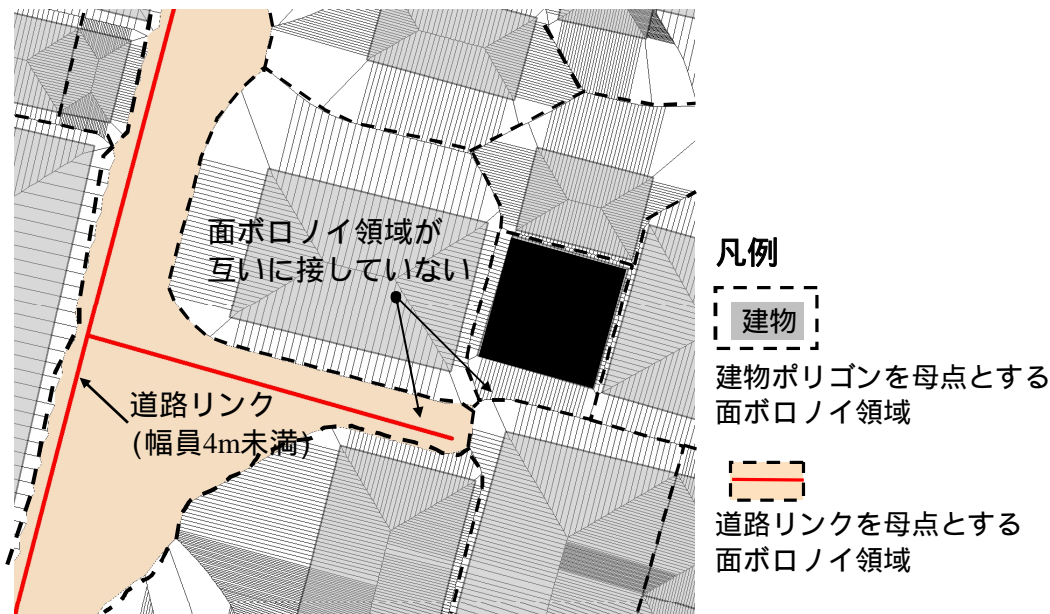 面ボロノイ領域が
互いに接していない
道路リンク
(幅員4m未満)
凡例
建物
建物ポリゴンを母点とする
面ボロノイ領域
道路リンクを母点とする
面ボロノイ領域